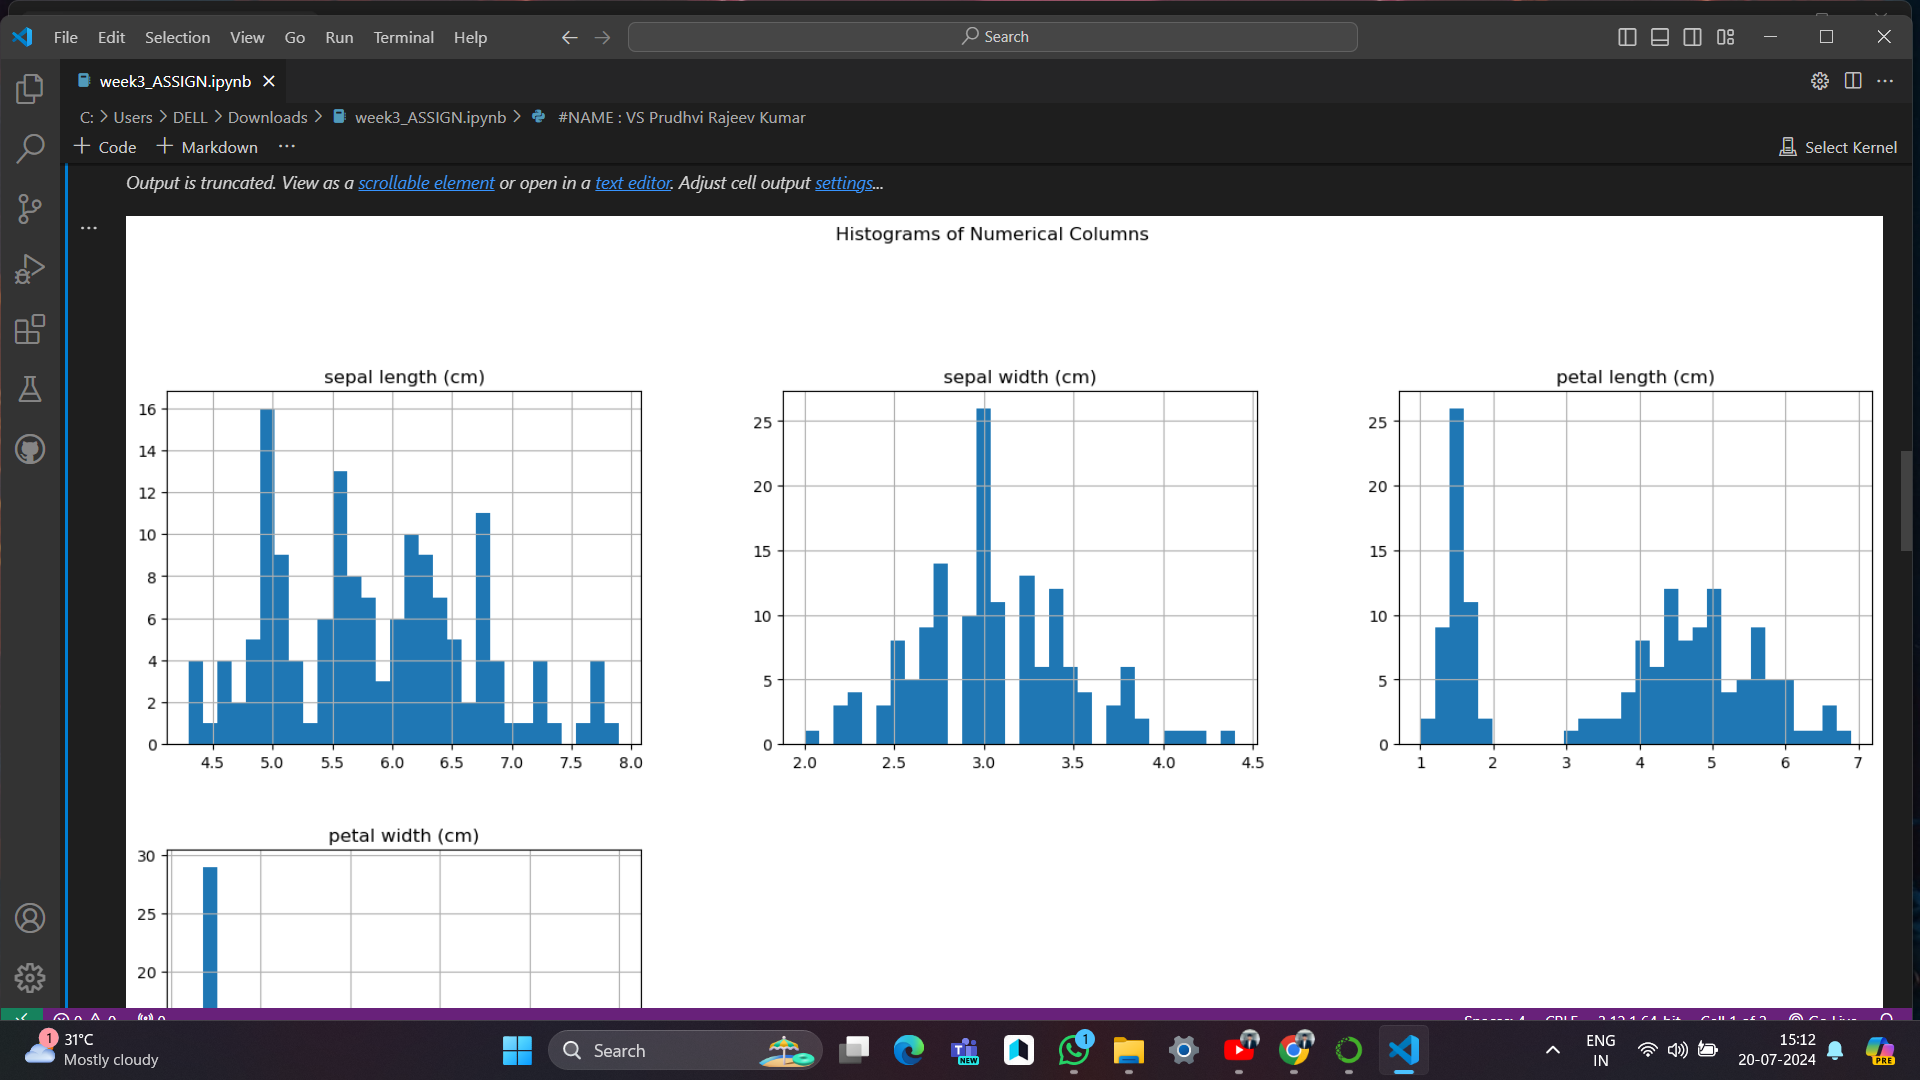 File Edit Selection View Go Run Terminal Help
Search
week3_ASSIGN.ipynb
C: > Users > DELL > Downloads > week3_ASSIGN.ipynb > #NAME : VS Prudhvi Rajeev Kumar
+ Code + Markdown ...
Select Kernel
Output is truncated. View as a scrollable element or open in a text editor. Adjust cell output settings...
Histograms of Numerical Columns
sepal length (cm)
16
14
12
10
8
6
4
2
0
4.5 5.0 5.5 6.0 6.5 7.0 7.5 8.0
sepal width (cm)
25
20
15
10
5
0
2.0 2.5 3.0 3.5 4.0 4.5
petal length (cm)
25
20
15
10
5
0
1 2 3 4 5 6 7
petal width (cm)
30
25
20
1
31°C
Mostly cloudy
Search
NEW
1
ENG
IN
15:12
20-07-2024
PRE